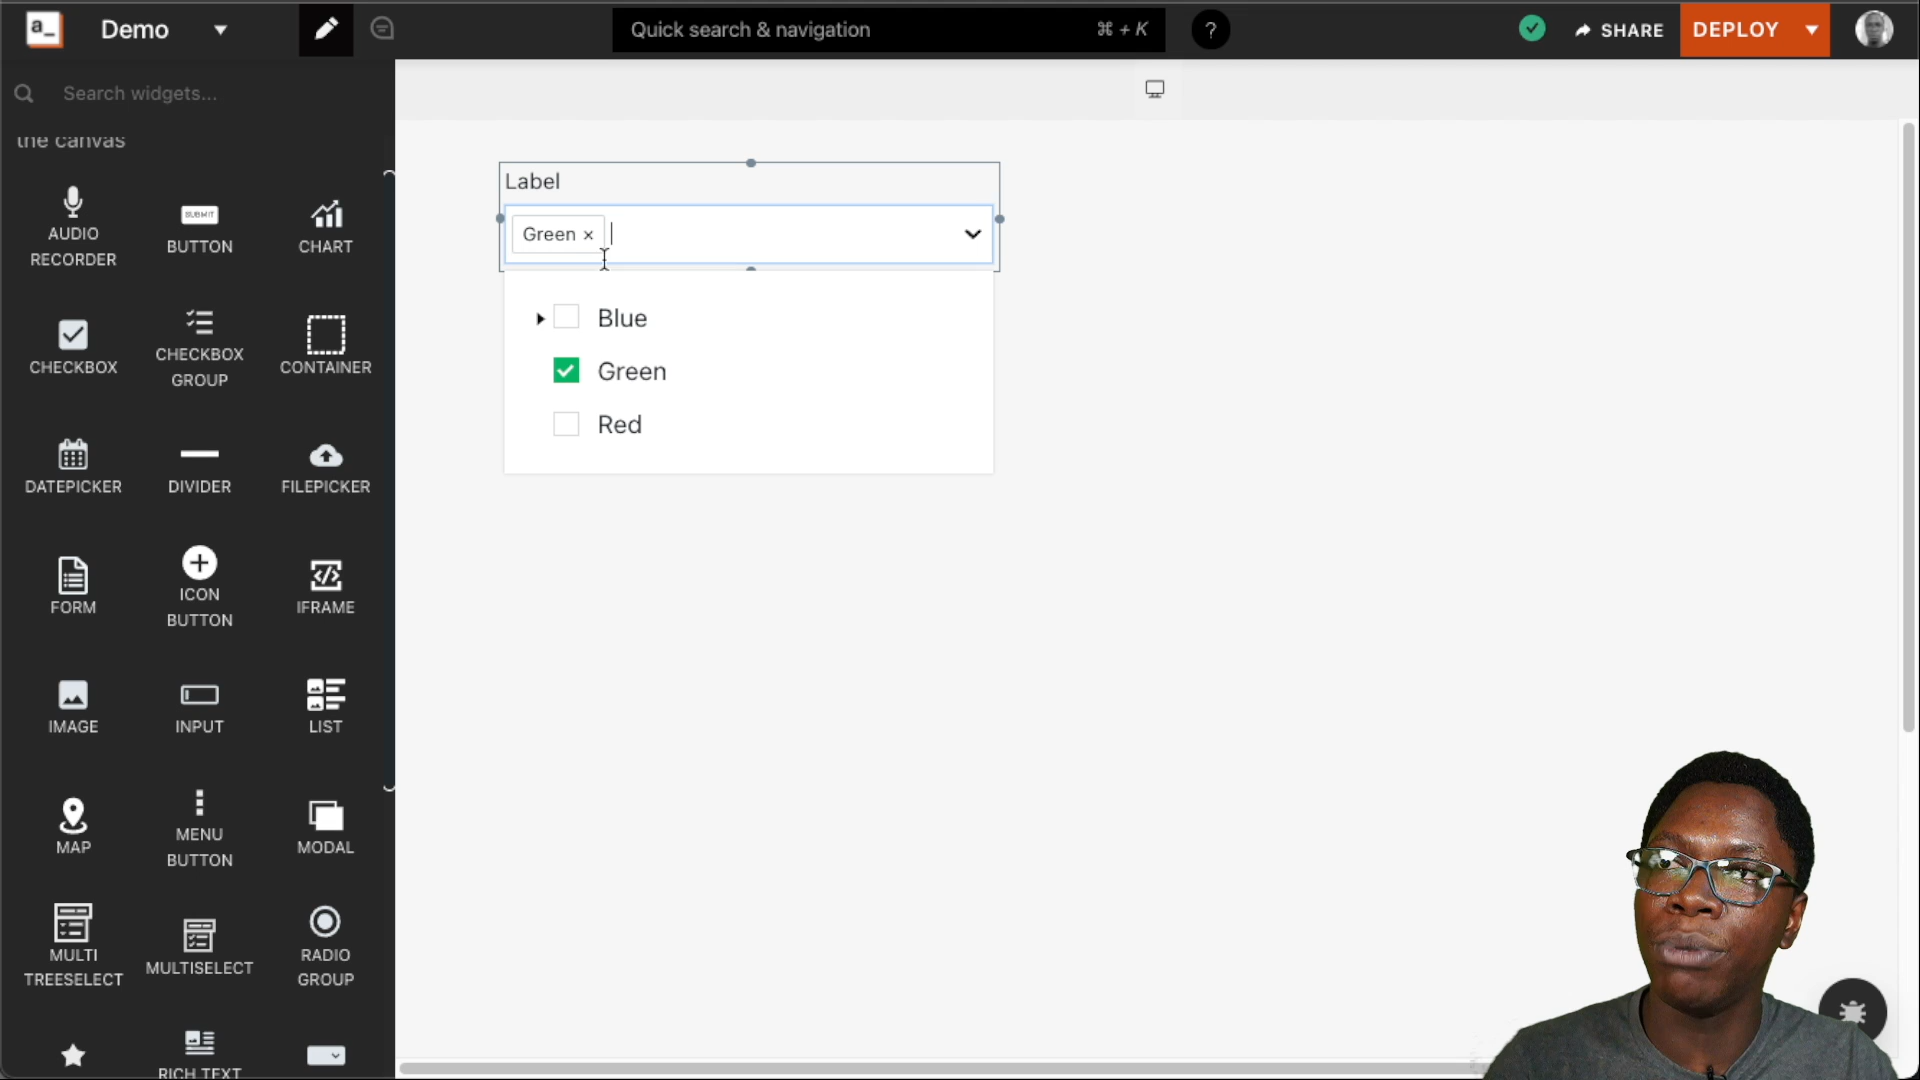 a_
Demo
Quick search & navigation
⌘ + K
?
SHARE
DEPLOY
Search widgets...
the canvas
AUDIO
RECORDER
SUBMIT
BUTTON
CHART
CHECKBOX
CHECKBOX
GROUP
CONTAINER
DATEPICKER
DIVIDER
FILEPICKER
FORM
ICON
BUTTON
IFRAME
IMAGE
INPUT
LIST
MAP
MENU
BUTTON
MODAL
MULTI
TREESELECT
MULTISELECT
RADIO
GROUP
RICH TEXT
Label
Green ×
Blue
Green
Red